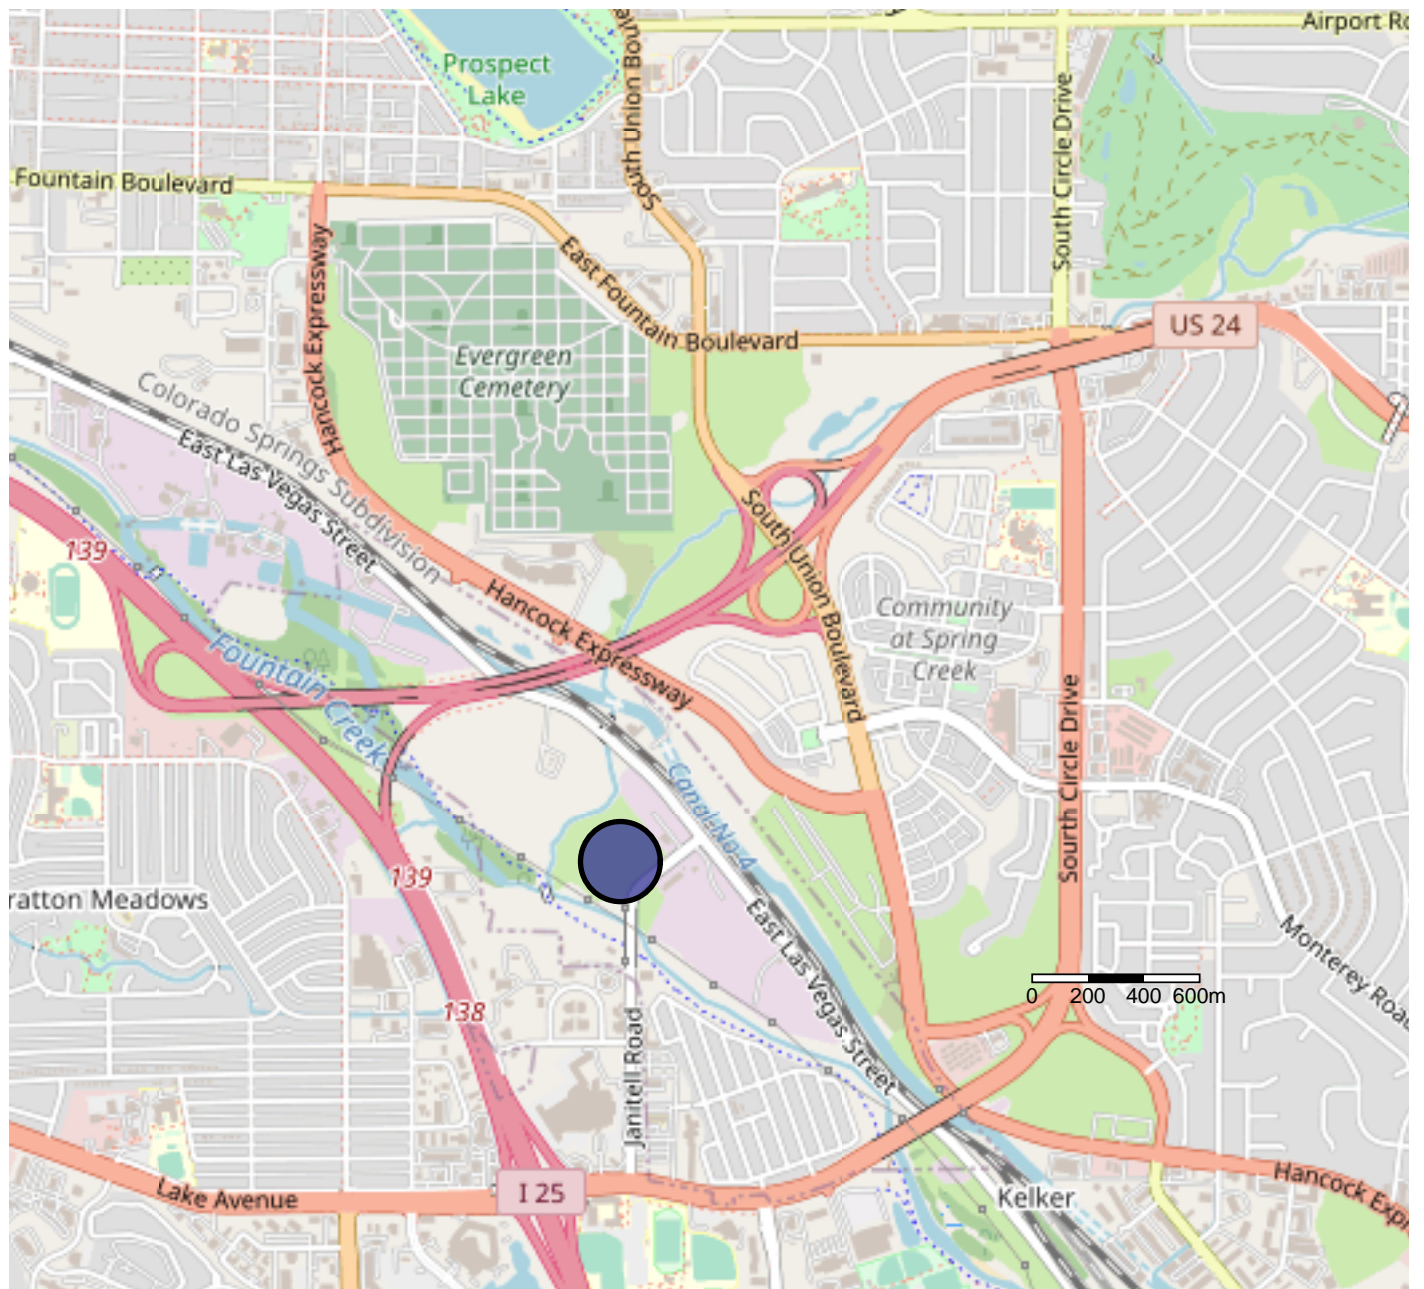 Airport Ro
Prospect
Lake
South Union Boule
South Circle Drive
Fountain Boulevard
Hancock Expressway
East Fountain Boulevard
US 24
Evergreen
Cemetery
Colorado Springs Subdivision
East Las Vegas Street
139
South Union Boulevard
Hancock Expressway
Community
at Spring
Creek
Fountain Creek
Sourth Circle Drive
Canal No 4
139
ratton Meadows
East Las Vegas Street
Monterey Road
0 200 400 600m
138
Janitell Road
Lake Avenue
I 25
Kelker
Hancock Expr